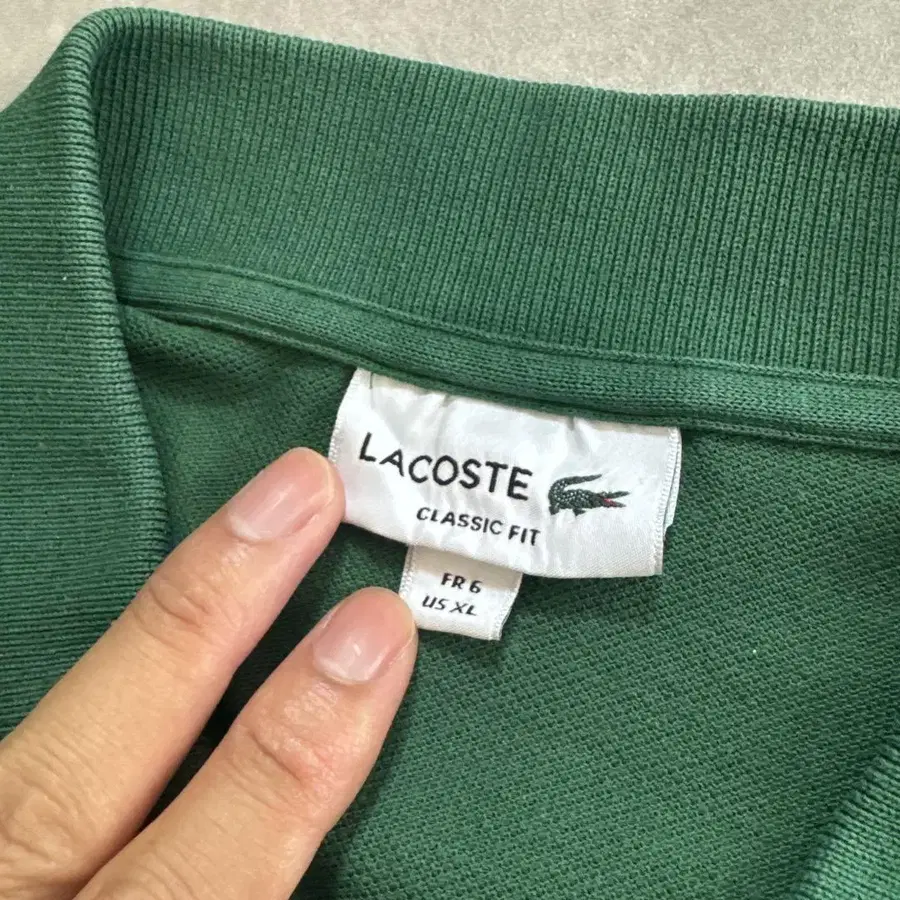 LACOSTE
CLASSIC FIT
FR 6
US XL